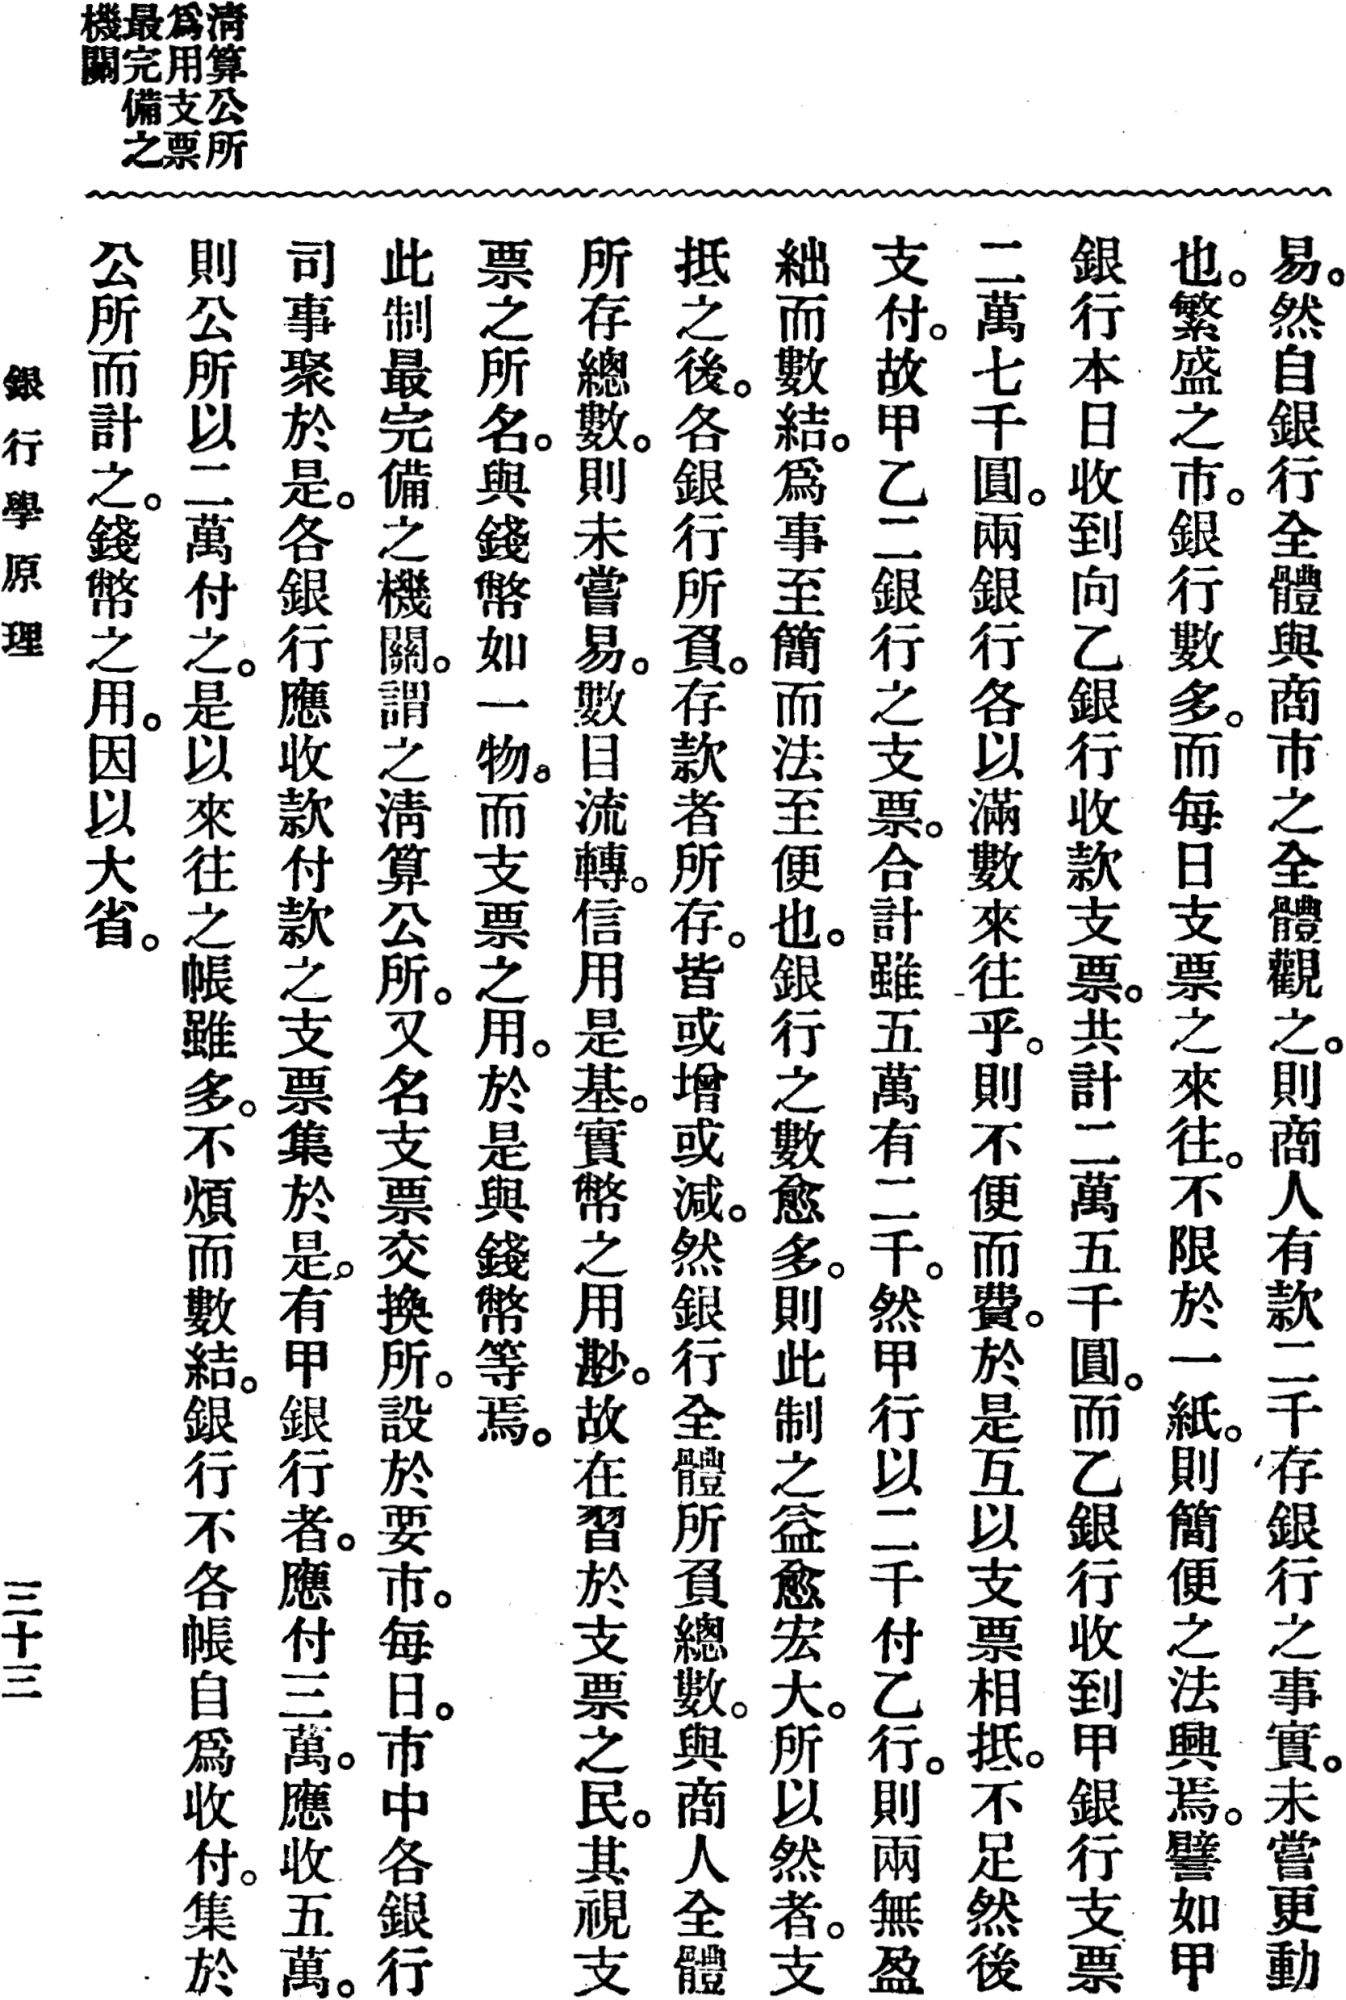 清算公所
爲用支票
最完備之
機關
易。然自銀行全體與商市之全體觀之。則商人有款二千存銀行之事實。未嘗更動
也。繁盛之市。銀行數多。而每日支票之來往。不限於一紙。則簡便之法興焉。譬如甲
銀行本日收到向乙銀行收款支票。共計二萬五千圓。而乙銀行收到甲銀行支票
二萬七千圓。兩銀行各以滿數來往乎。則不便而費。於是互以支票相抵。不足然後
支付。故甲乙二銀行之支票。合計雖五萬有二千。然甲行以二千付乙行。則兩無盈
絀而數結。爲事至簡而法至便也。銀行之數愈多。則此制之益愈宏大。所以然者。支
抵之後。各銀行所負。存款者所存。皆或增或減。然銀行全體所負總數。與商人全體
所存總數。則未嘗易。數目流轉。信用是基。實幣之用尠。故在習於支票之民。其視支
票之所名。與錢幣如一物。而支票之用。於是與錢幣等焉。
此制最完備之機關。謂之清算公所。又名支票交換所。設於要市。每日。市中各銀行
司事聚於是。各銀行應收款付款之支票集於是。有甲銀行者。應付三萬。應收五萬。
則公所以二萬付之。是以來往之帳雖多。不煩而數結。銀行不各帳自爲收付。集於
公所而計之。錢幣之用。因以大省。
銀行學原理
三十三